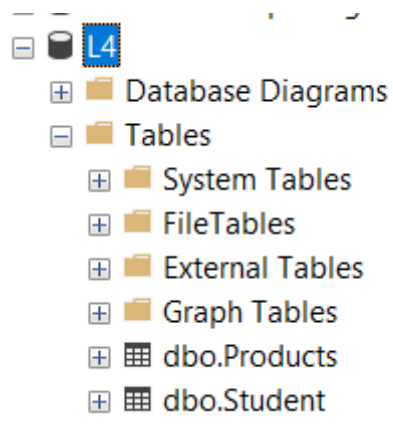 L4
Database Diagrams
Tables
System Tables
FileTables
External Tables
Graph Tables
dbo.Products
dbo.Student